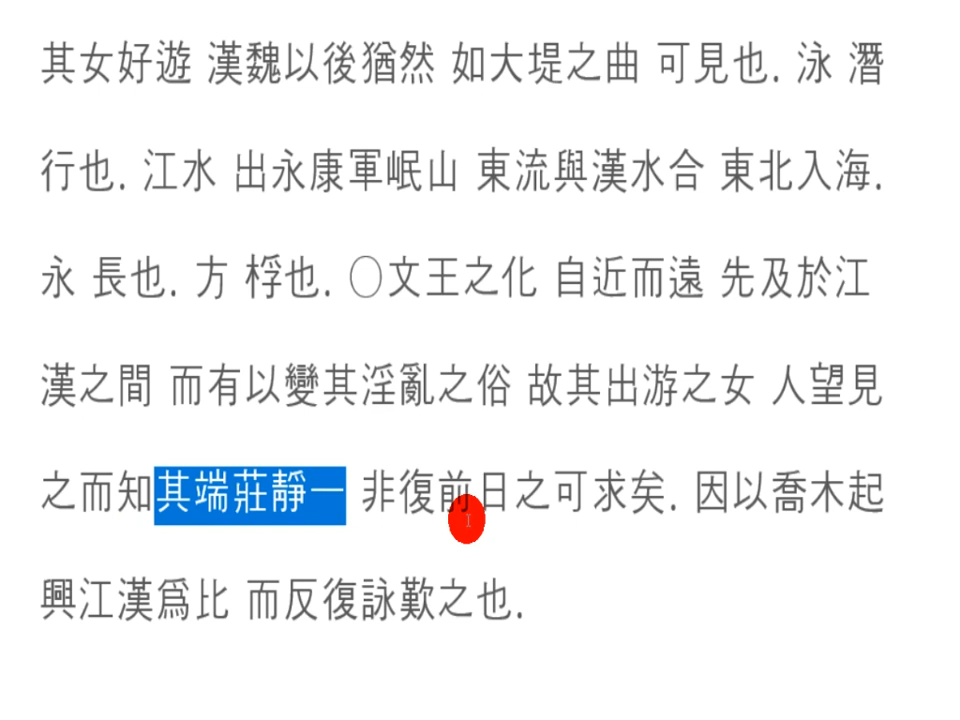 其女好遊 漢魏以後猶然 如大堤之曲 可見也. 泳 潛
行也. 江水 出永康軍岷山 東流與漢水合 東北入海.
永 長也. 方 桴也. ○文王之化 自近而遠 先及於江
漢之間 而有以變其淫亂之俗 故其出游之女 人望見
之而知其端莊靜一 非復前日之可求矣. 因以喬木起
興江漢爲比 而反復詠歎之也.